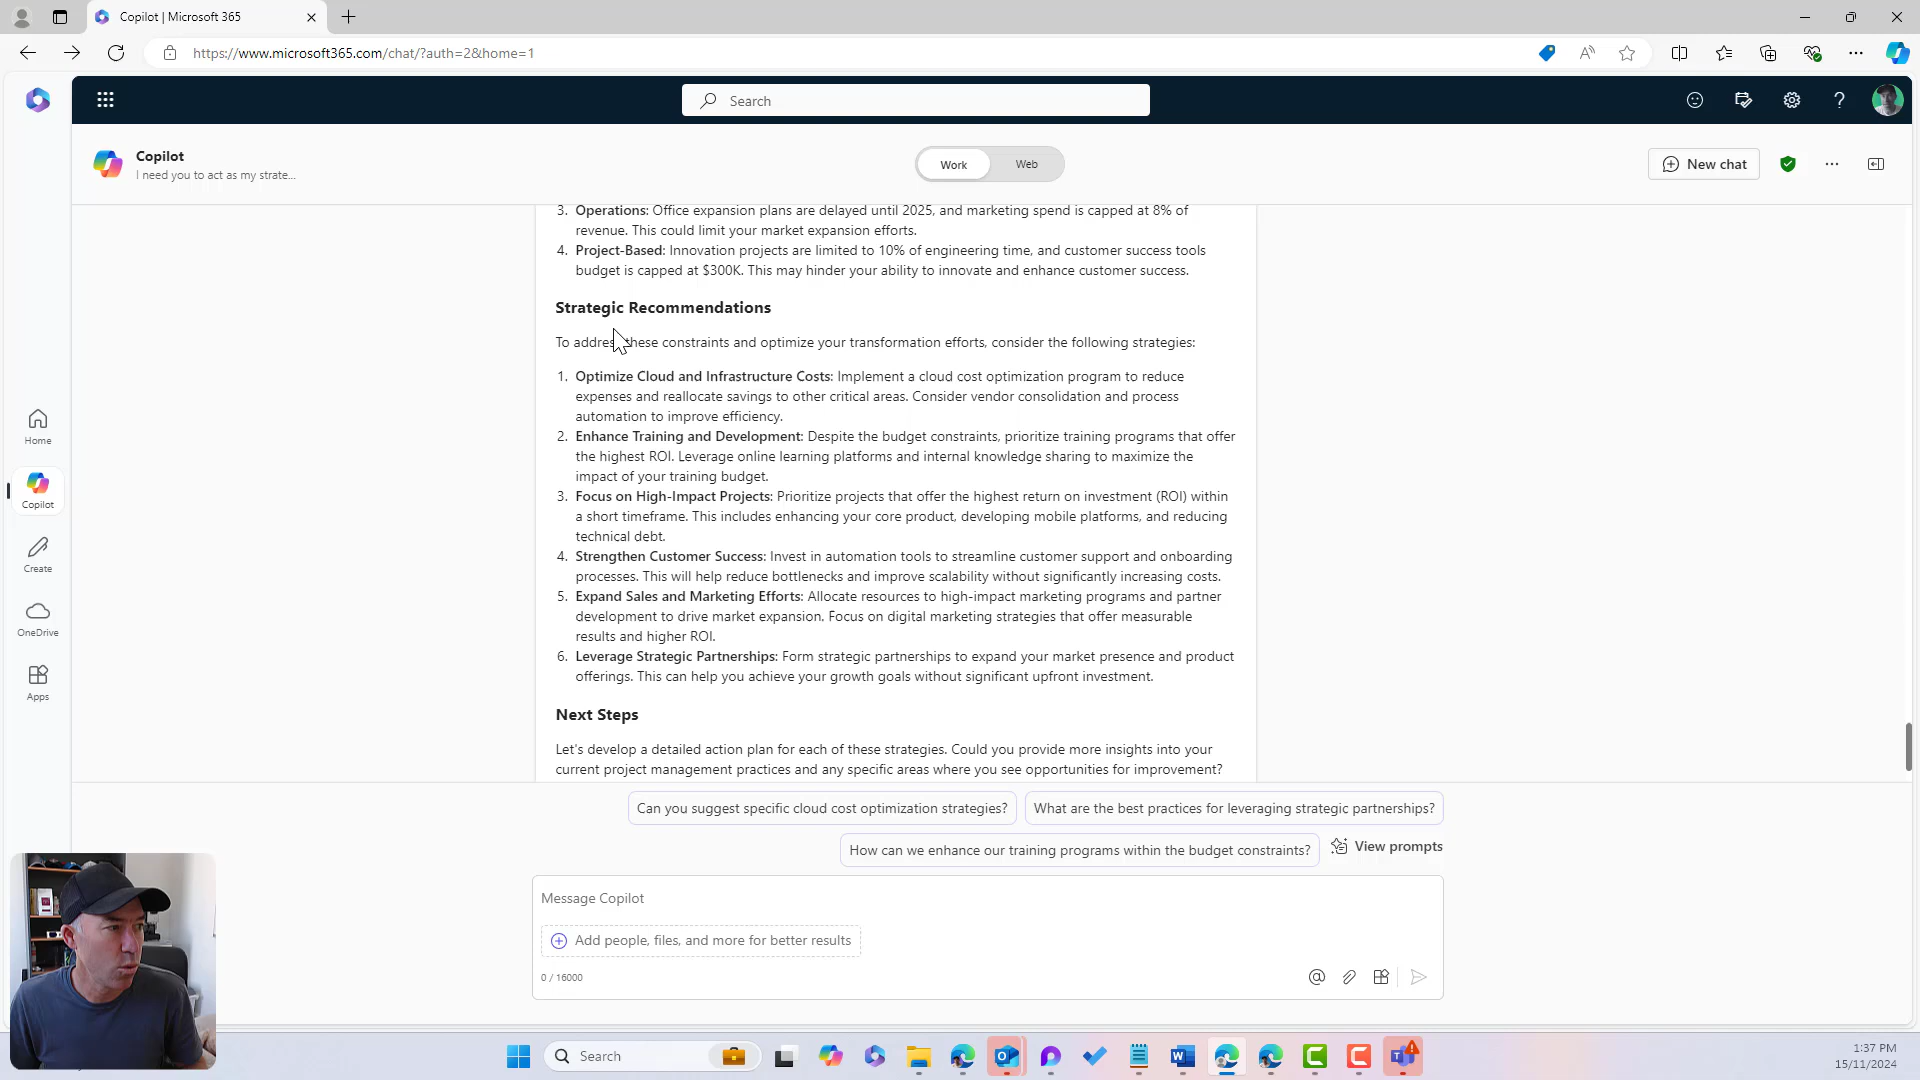 Copilot | Microsoft 365
https://www.microsoft365.com/chat/?auth=2&home=1
Search
Copilot
I need you to act as my strate...
Work
Web
New chat
3. Operations: Office expansion plans are delayed until 2025, and marketing spend is capped at 8% of
revenue. This could limit your market expansion efforts.
4. Project-Based: Innovation projects are limited to 10% of engineering time, and customer success tools
budget is capped at $300K. This may hinder your ability to innovate and enhance customer success.
Strategic Recommendations
To address these constraints and optimize your transformation efforts, consider the following strategies:
1. Optimize Cloud and Infrastructure Costs: Implement a cloud cost optimization program to reduce
expenses and reallocate savings to other critical areas. Consider vendor consolidation and process
automation to improve efficiency.
2. Enhance Training and Development: Despite the budget constraints, prioritize training programs that offer
the highest ROI. Leverage online learning platforms and internal knowledge sharing to maximize the
impact of your training budget.
3. Focus on High-Impact Projects: Prioritize projects that offer the highest return on investment (ROI) within
a short timeframe. This includes enhancing your core product, developing mobile platforms, and reducing
technical debt.
4. Strengthen Customer Success: Invest in automation tools to streamline customer support and onboarding
processes. This will help reduce bottlenecks and improve scalability without significantly increasing costs.
5. Expand Sales and Marketing Efforts: Allocate resources to high-impact marketing programs and partner
development to drive market expansion. Focus on digital marketing strategies that offer measurable
results and higher ROI.
6. Leverage Strategic Partnerships: Form strategic partnerships to expand your market presence and product
offerings. This can help you achieve your growth goals without significant upfront investment.
Next Steps
Let's develop a detailed action plan for each of these strategies. Could you provide more insights into your
current project management practices and any specific areas where you see opportunities for improvement?
Home
Copilot
Create
OneDrive
Apps
Can you suggest specific cloud cost optimization strategies?
What are the best practices for leveraging strategic partnerships?
How can we enhance our training programs within the budget constraints?
View prompts
Message Copilot
Add people, files, and more for better results
0 / 16000
Search
1:37 PM
15/11/2024